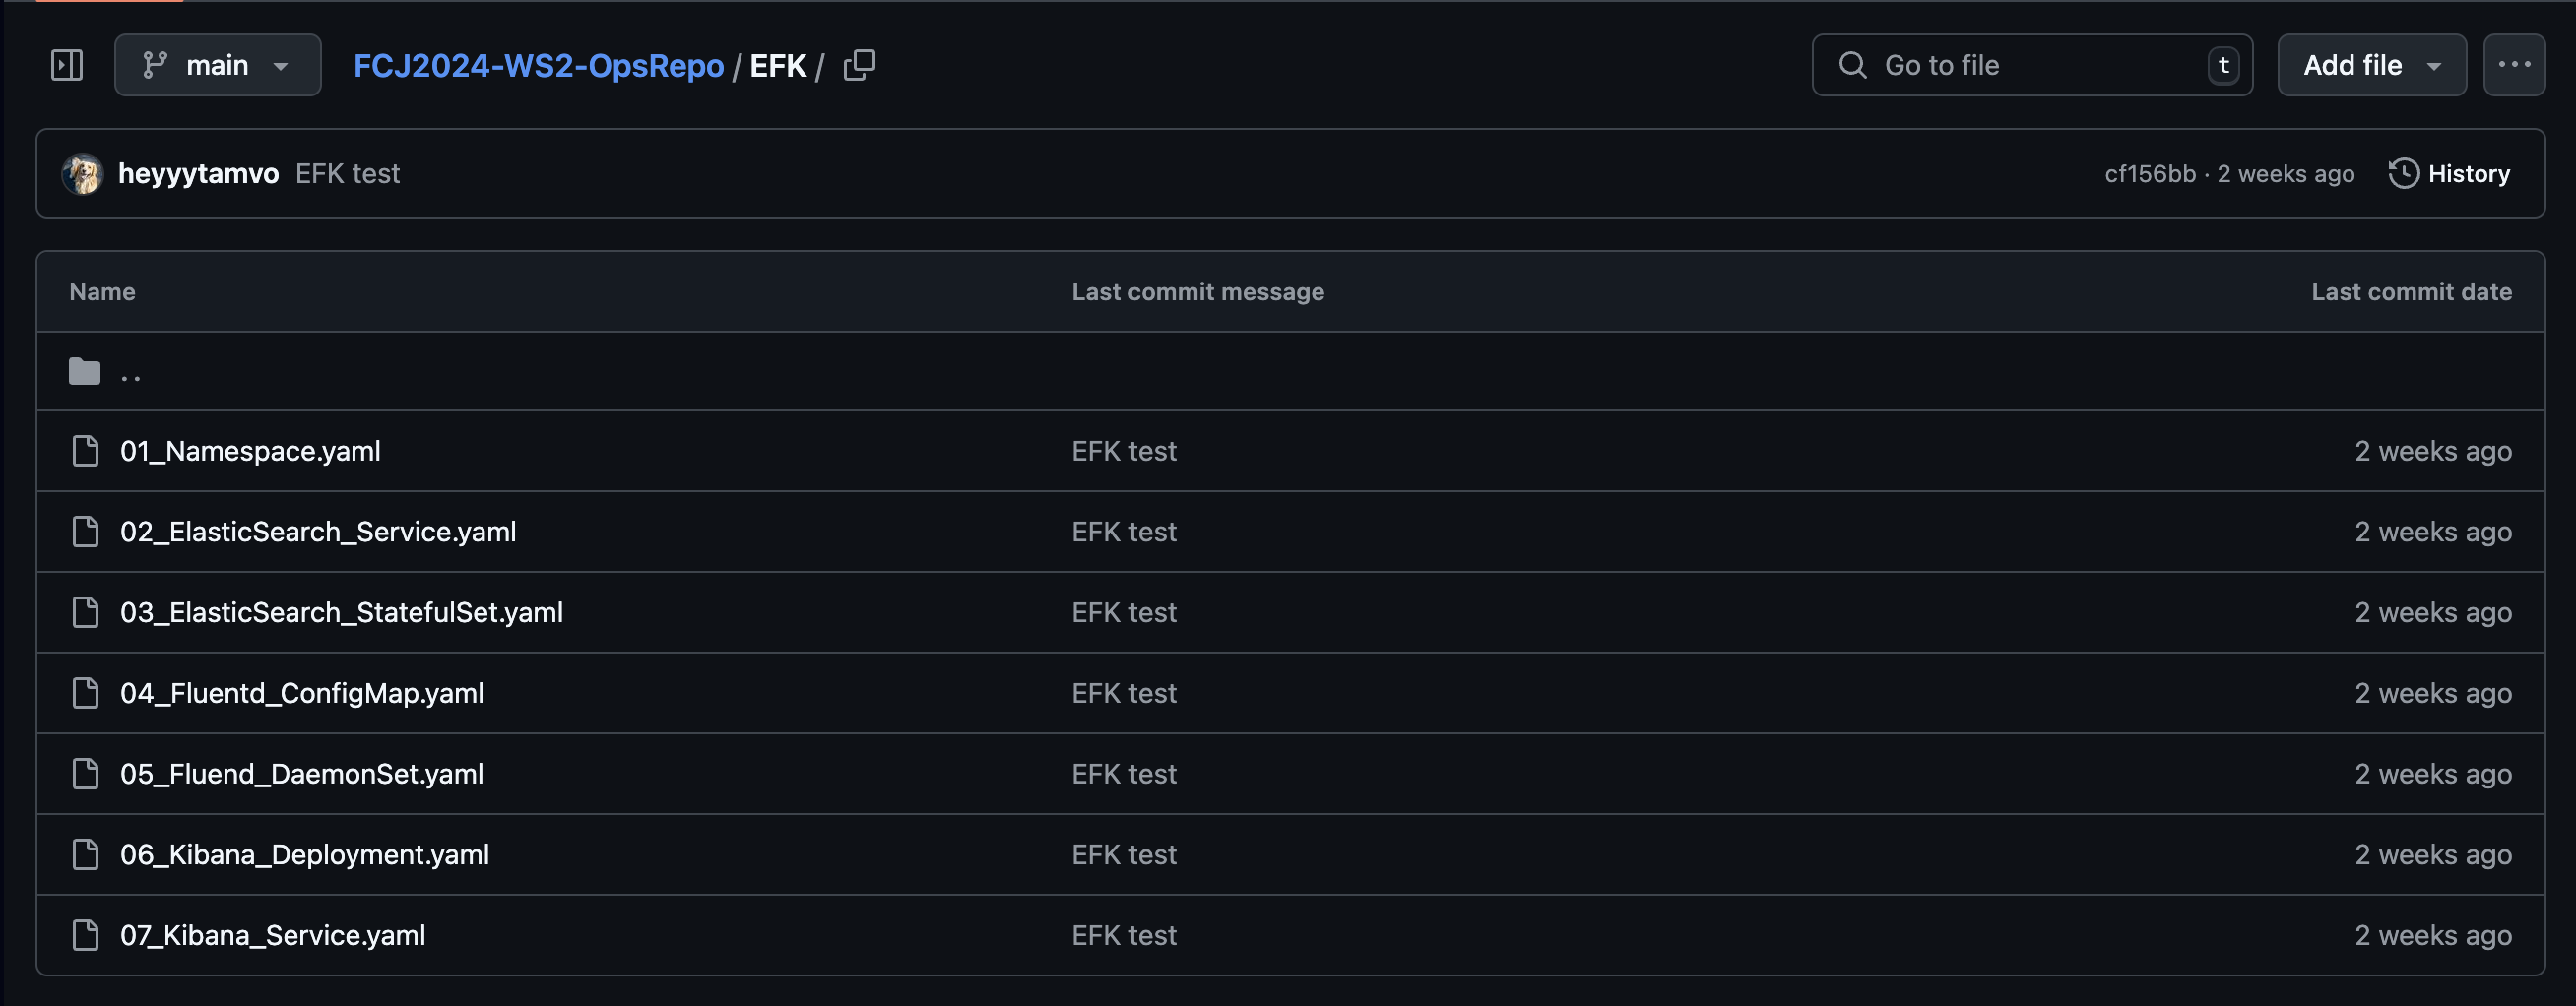 main FCJ2024-WS2-OpsRepo / EFK / Go to file t Add file
heyyytamvo EFK test cf156bb · 2 weeks ago History
Name Last commit message Last commit date
..
01_Namespace.yaml EFK test 2 weeks ago
02_ElasticSearch_Service.yaml EFK test 2 weeks ago
03_ElasticSearch_StatefulSet.yaml EFK test 2 weeks ago
04_Fluentd_ConfigMap.yaml EFK test 2 weeks ago
05_Fluend_DaemonSet.yaml EFK test 2 weeks ago
06_Kibana_Deployment.yaml EFK test 2 weeks ago
07_Kibana_Service.yaml EFK test 2 weeks ago